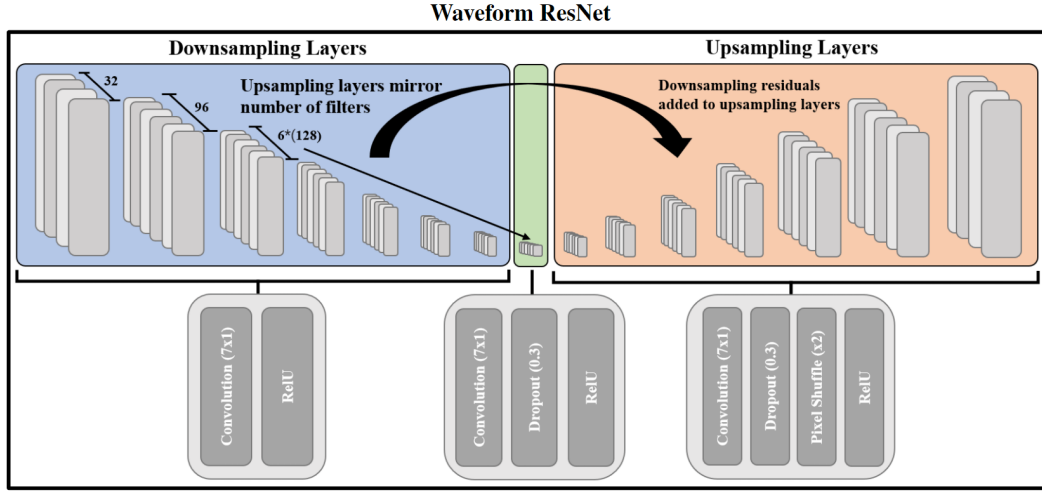 Waveform ResNet
Downsampling Layers
Upsampling Layers
32
96
6*(128)
Upsampling layers mirror
number of filters
Downsampling residuals
added to upsampling layers
Convolution (7x1)
RelU
Convolution (7x1)
Dropout (0.3)
RelU
Convolution (7x1)
Dropout (0.3)
Pixel Shuffle (x2)
RelU